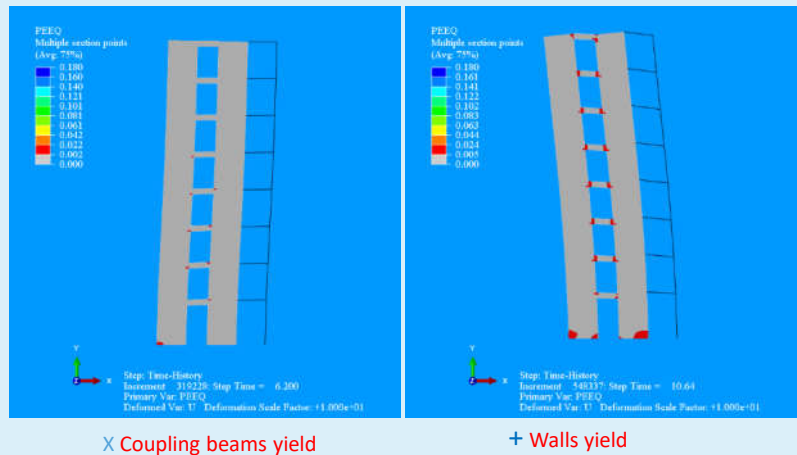 PEEQ
Multiple section points
(Avg: 75%)
0.180
0.160
0.140
0.121
0.101
0.081
0.061
0.042
0.022
0.002
0.000
Y
X
Z
Step: Time-History
Increment 319228: Step Time = 6.200
Primary Var: PEEQ
Deformed Var: U Deformation Scale Factor: +1.000e+01
X Coupling beams yield
PEEQ
Multiple section points
(Avg: 75%)
0.180
0.161
0.141
0.122
0.102
0.083
0.063
0.044
0.024
0.005
0.000
Y
X
Z
Step: Time-History
Increment 548337: Step Time = 10.64
Primary Var: PEEQ
Deformed Var: U Deformation Scale Factor: +1.000e+01
+ Walls yield